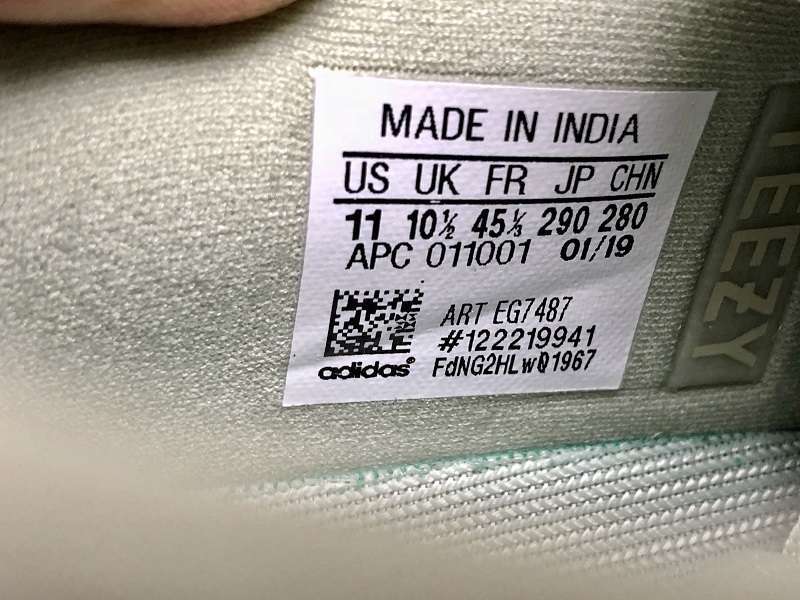 MADE IN INDIA
US UK FR JP CHN
11 10½ 45⅓ 290 280
APC 011001 01/19
ART EG7487
#122219941
adidas® FdNG2HLwQ1967
YEEZY